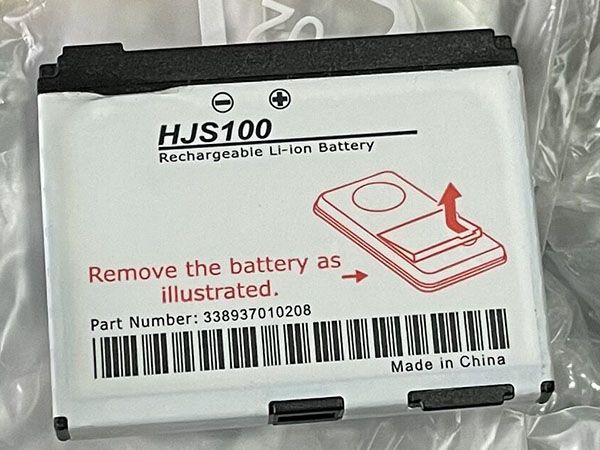 HJS100
Rechargeable Li-ion Battery
Remove the battery as
illustrated.
Part Number: 338937010208
Made in China